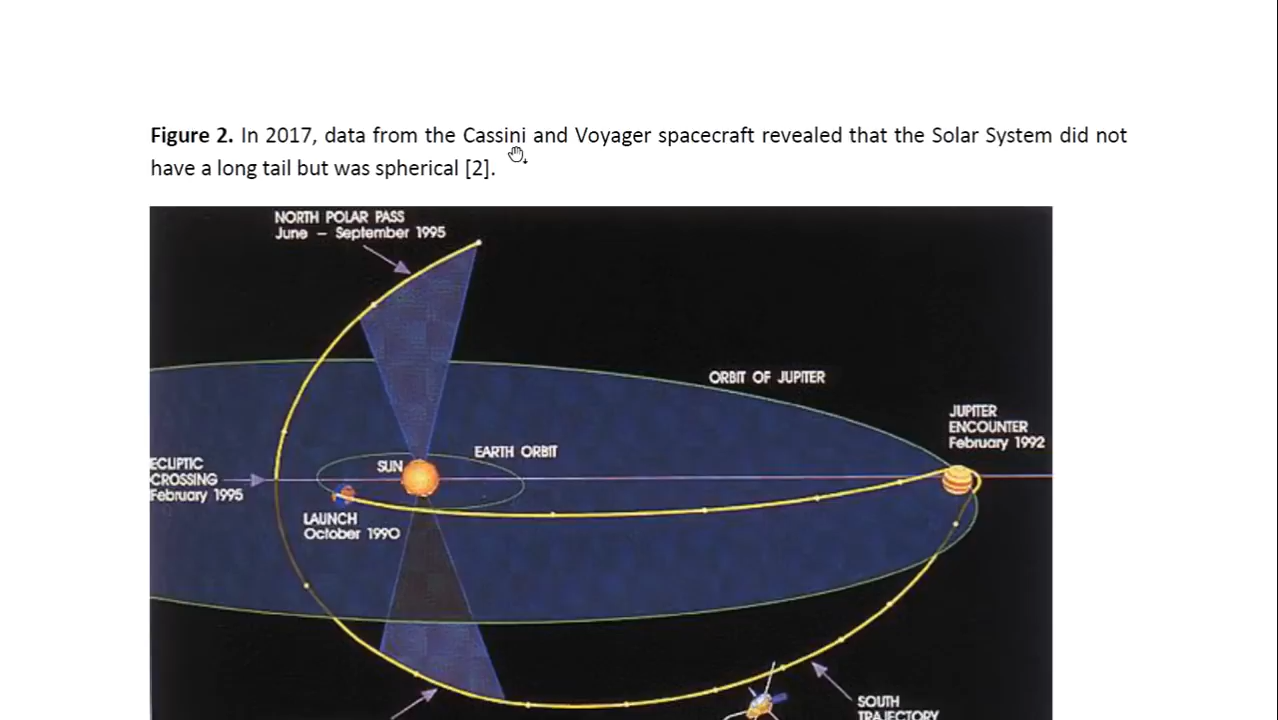 Figure 2. In 2017, data from the Cassini and Voyager spacecraft revealed that the Solar System did not
have a long tail but was spherical [2].
NORTH POLAR PASS
June – September 1995
ORBIT OF JUPITER
JUPITER
ENCOUNTER
February 1992
EARTH ORBIT
SUN
ECLIPTIC
CROSSING
February 1995
LAUNCH
October 1990
SOUTH
TRAJECTORY